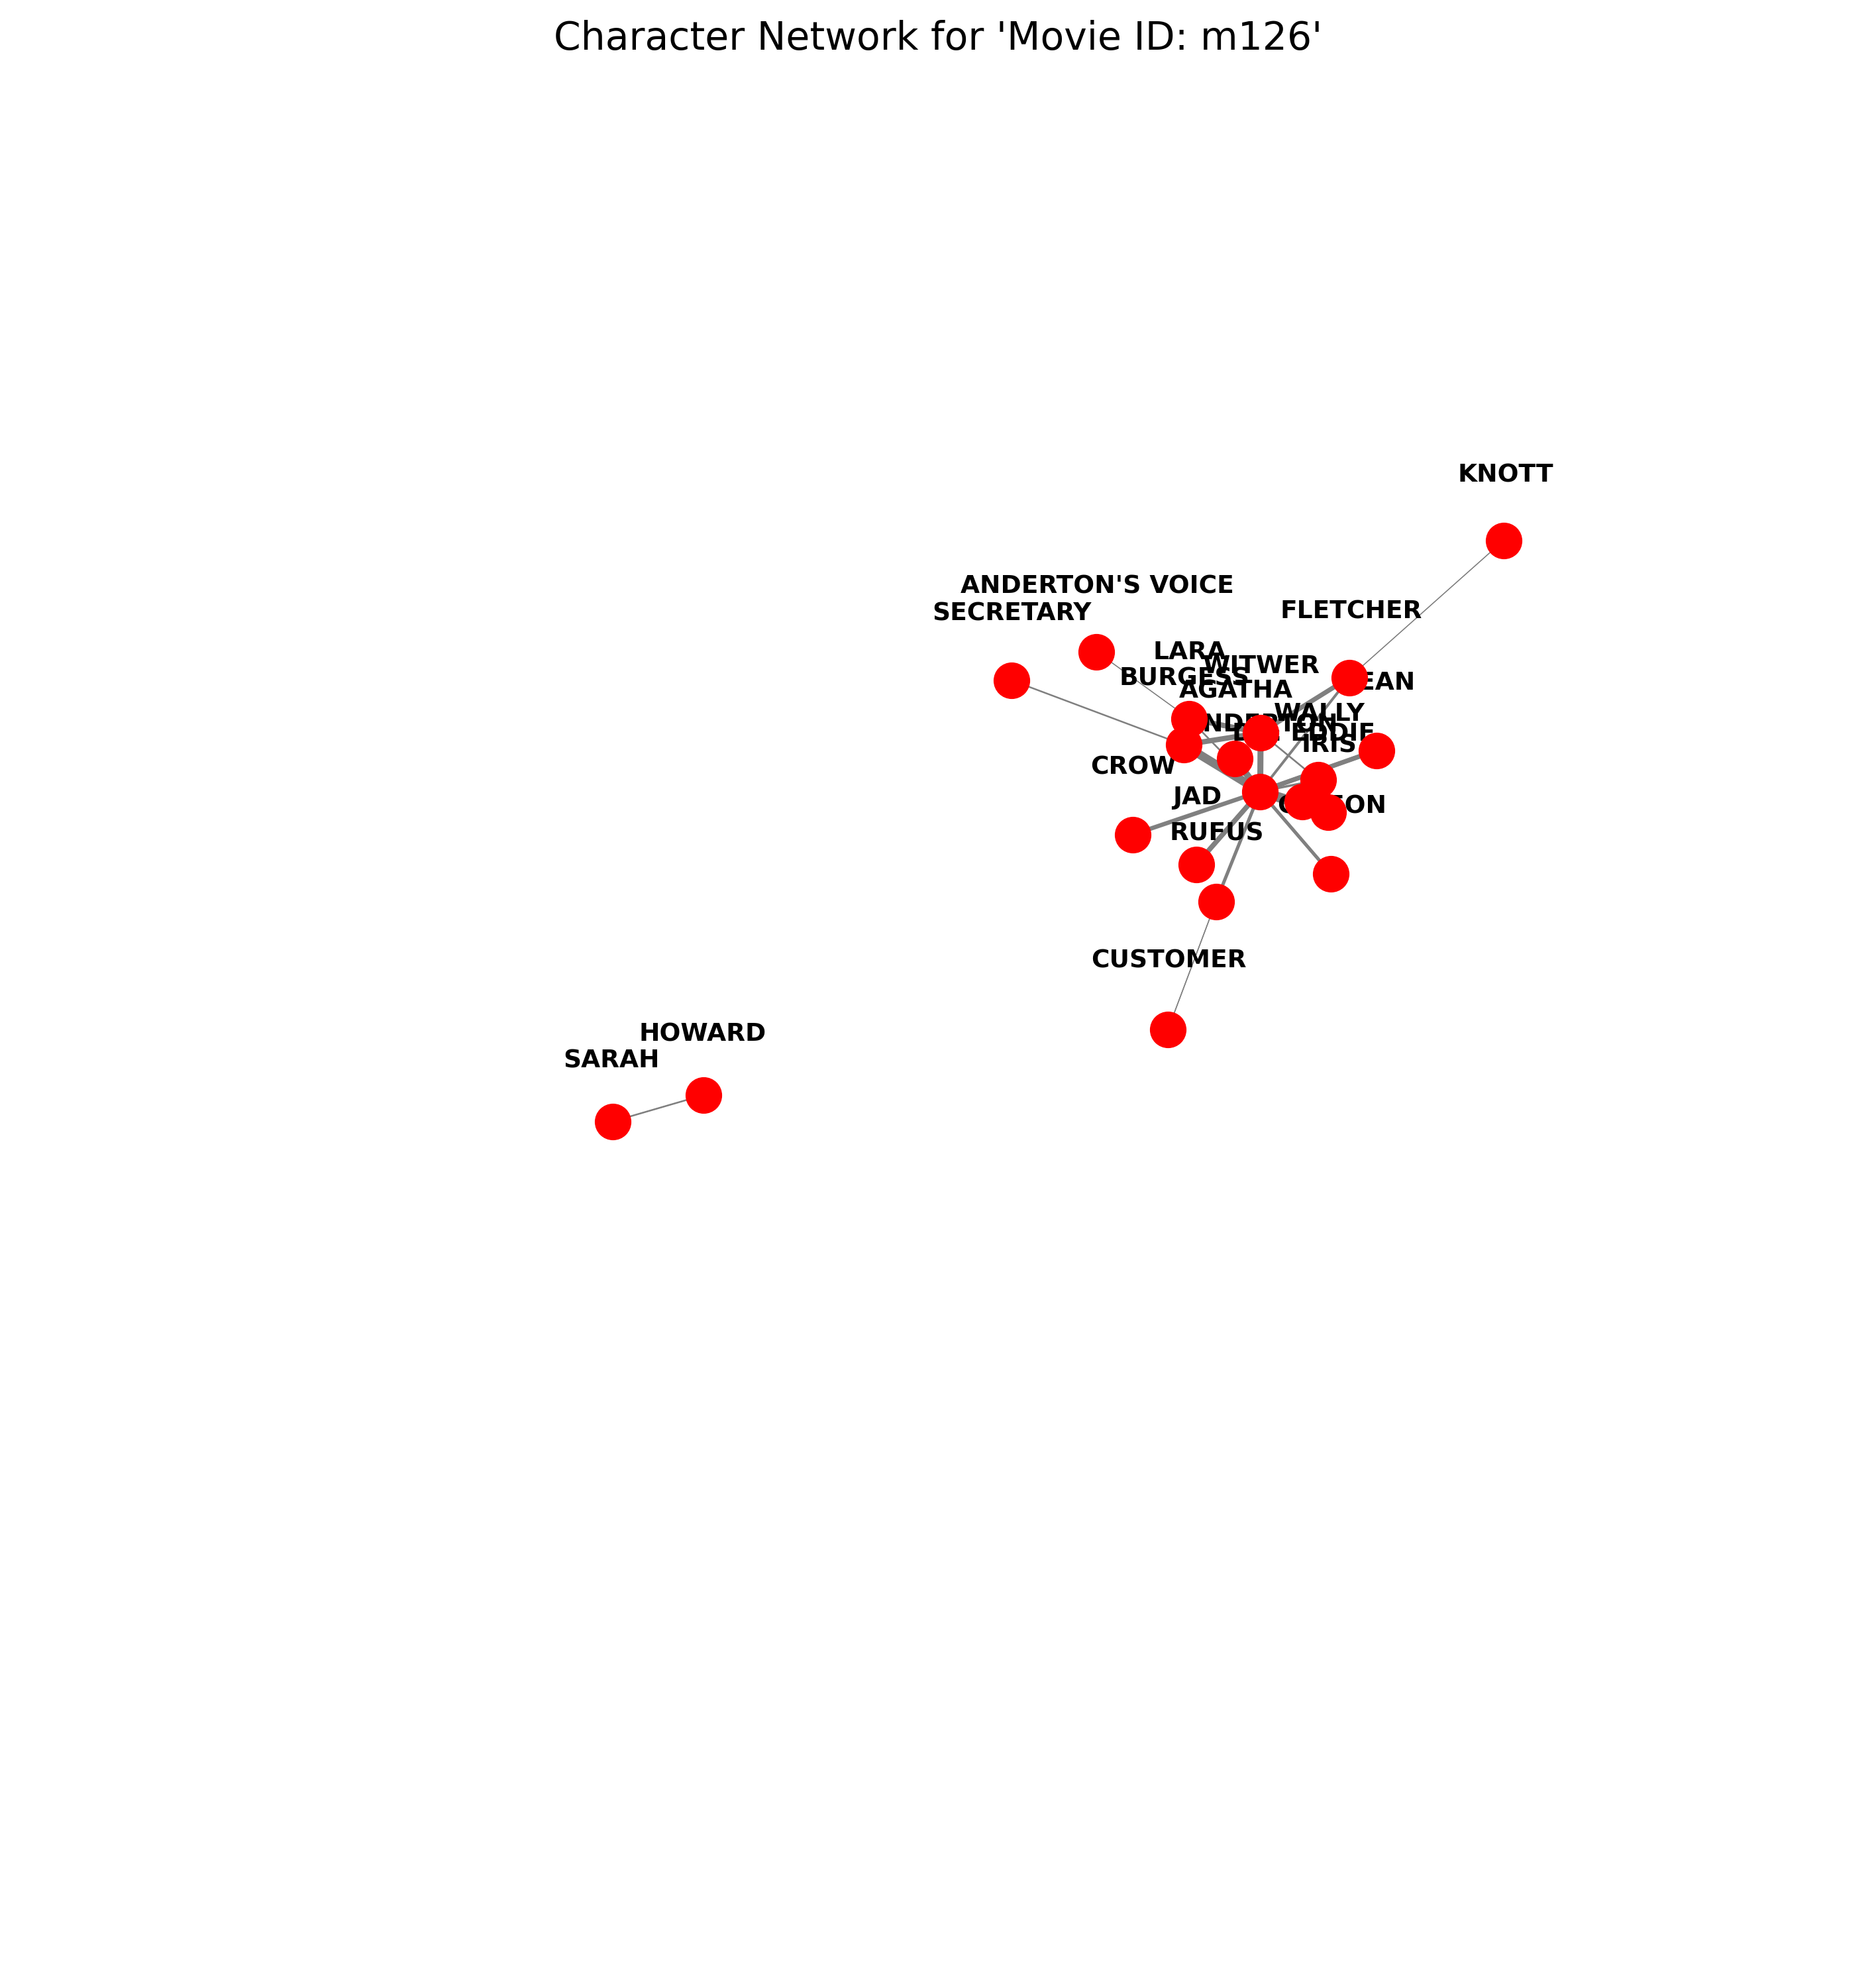 Character Network for 'Movie ID: m126'
KNOTT
ANDERTON'S VOICE
SECRETARY
FLETCHER
LARA
WITWER
BURGESS
AGATHA
WALLY
EDDIE
IRIS
CROW
JAD
RUFUS
CUSTOMER
HOWARD
SARAH